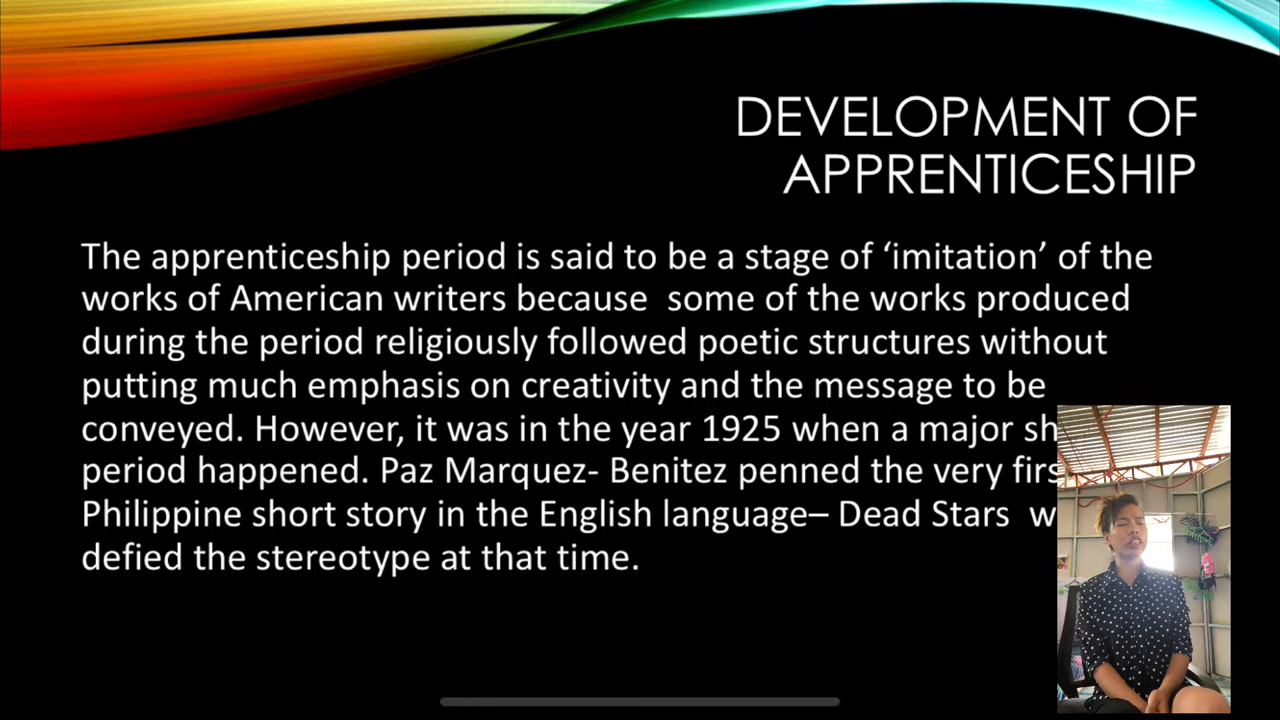 DEVELOPMENT OF
APPRENTICESHIP
The apprenticeship period is said to be a stage of ‘imitation’ of the
works of American writers because some of the works produced
during the period religiously followed poetic structures without
putting much emphasis on creativity and the message to be
conveyed. However, it was in the year 1925 when a major
period happened. Paz Marquez- Benitez penned the very
Philippine short story in the English language– Dead Stars
defied the stereotype at that time.